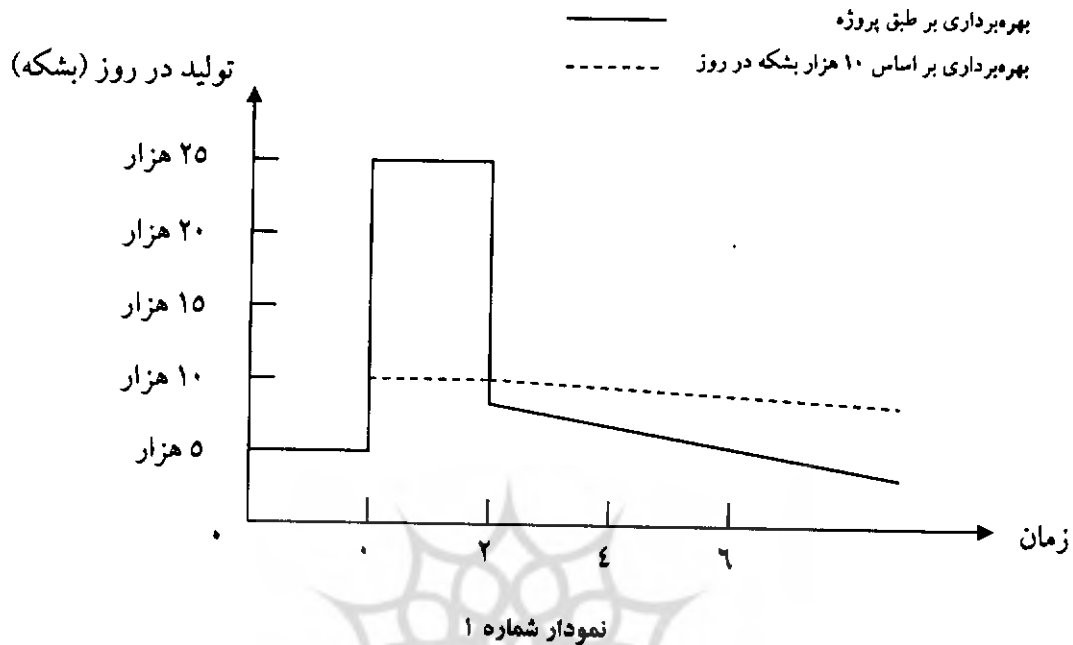 بهره‌برداری بر طبق پروژه
بهره‌برداری بر اساس ۱۰ هزار بشکه در روز
تولید در روز (بشکه)
۲۵ هزار
۲۰ هزار
۱۵ هزار
۱۰ هزار
۵ هزار
۰
۰ ۲ ٤ ٦
زمان
نمودار شماره ۱